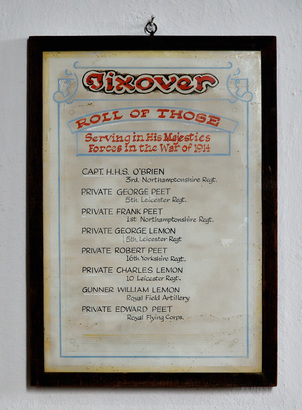 Tixover
ROLL OF THOSE
Serving in His Majesties
Forces in the War of 1914
CAPT. H.H.S. O'BRIEN
3rd. Northamptonshire Regt.
PRIVATE GEORGE PEET
5th Leicester Regt.
PRIVATE FRANK PEET
1st Northamptonshire Regt.
PRIVATE GEORGE LEMON
5th Leicester Regt
PRIVATE ROBERT PEET
16th Yorkshire Regt.
PRIVATE CHARLES LEMON
10 Leicester Regt.
GUNNER WILLIAM LEMON
Royal Field Artillery
PRIVATE EDWARD PEET
Royal Flying Corps.